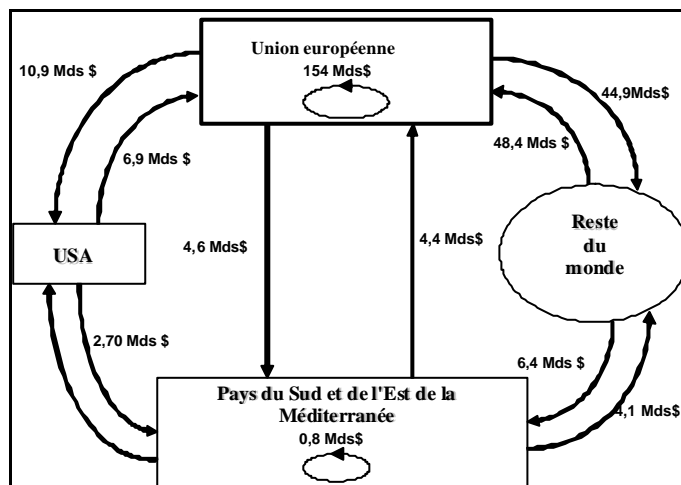 Union européenne
154 Mds$
10,9 Mds $
44,9Mds$
6,9 Mds $
48,4 Mds $
USA
4,6 Mds$
4,4 Mds$
Reste
du
monde
2,70 Mds $
6,4 Mds $
4,1 Mds$
Pays du Sud et de l'Est de la
Méditerranée
0,8 Mds$